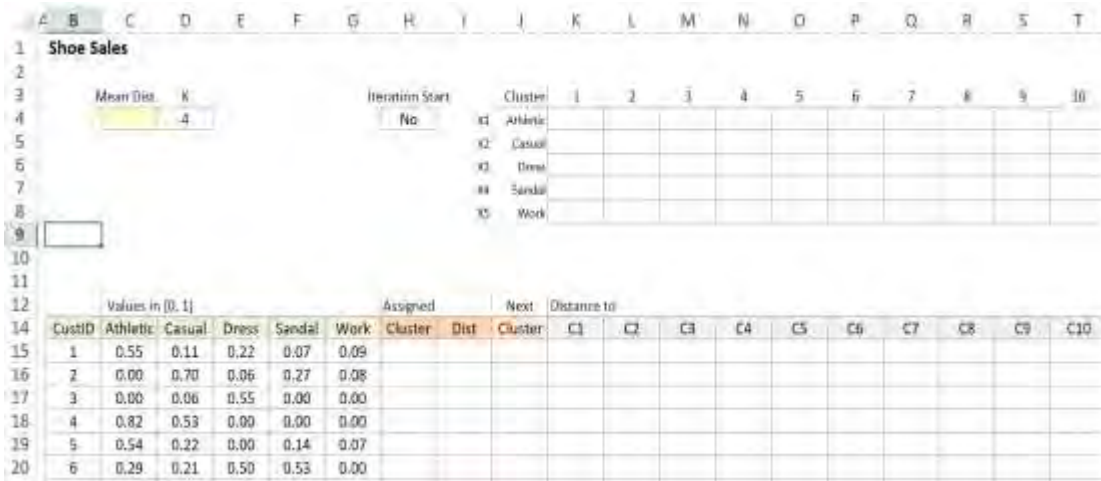 A B C D E F G H I J K L M N O P Q R S T
1 Shoe Sales
2
3 Mean Dist. K Iteration Start Cluster 1 2 3 4 5 6 7 8 9 10
4 4 No X1 Athletic
5 X2 Casual
6 X3 Dress
7 X4 Sandal
8 X5 Work
9
10
11
12 Values in [0, 1] Assigned Next Distance to
14 CustID Athletic Casual Dress Sandal Work Cluster Dist Cluster C1 C2 C3 C4 C5 C6 C7 C8 C9 C10
15 1 0.55 0.11 0.22 0.07 0.09
16 2 0.00 0.70 0.06 0.27 0.08
17 3 0.00 0.06 0.55 0.00 0.00
18 4 0.82 0.53 0.00 0.00 0.00
19 5 0.54 0.22 0.00 0.14 0.07
20 6 0.29 0.21 0.50 0.53 0.00